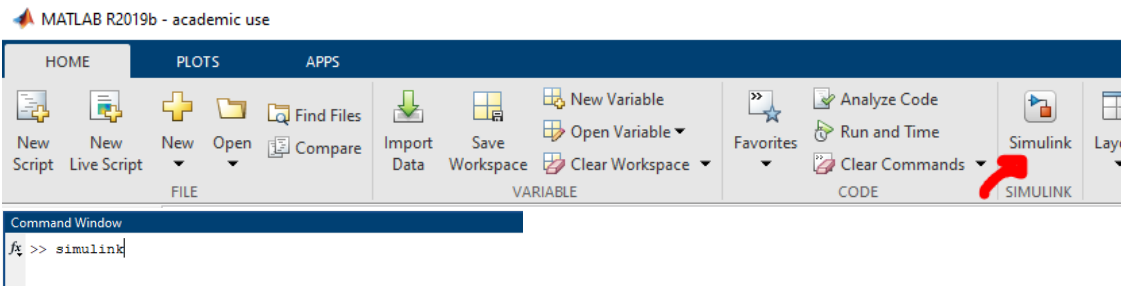 MATLAB R2019b - academic use
HOME PLOTS APPS
New Script
New Live Script
New
Open
Find Files
Compare
Import Data
Save Workspace
New Variable
Open Variable
Clear Workspace
Favorites
Analyze Code
Run and Time
Clear Commands
Simulink
Layo
FILE VARIABLE CODE SIMULINK
Command Window
fx >> simulink